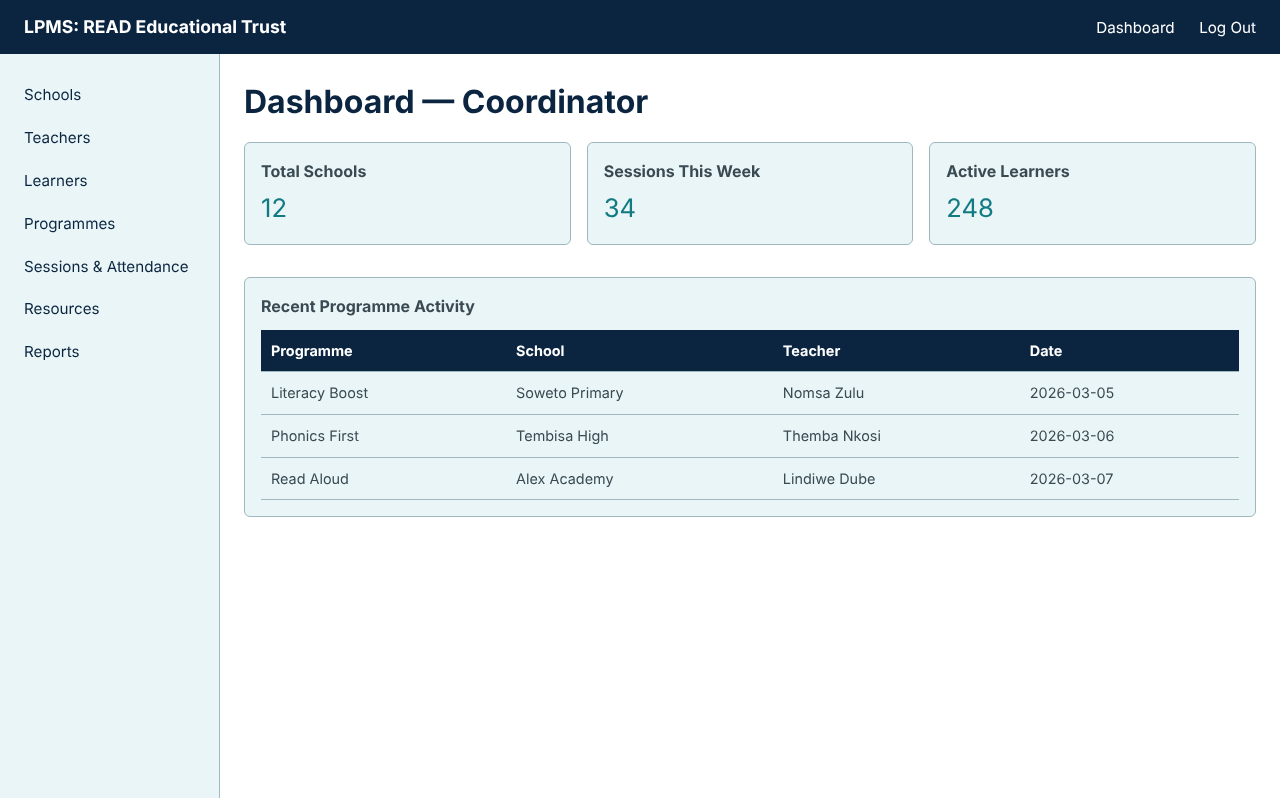 LPMS: READ Educational Trust
Dashboard Log Out
Schools
Teachers
Learners
Programmes
Sessions & Attendance
Resources
Reports
Dashboard — Coordinator
Total Schools
12
Sessions This Week
34
Active Learners
248
Recent Programme Activity
Programme School Teacher Date
Literacy Boost Soweto Primary Nomsa Zulu 2026-03-05
Phonics First Tembisa High Themba Nkosi 2026-03-06
Read Aloud Alex Academy Lindiwe Dube 2026-03-07